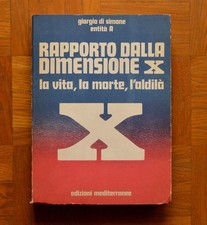 giorgio di simone
entità A
RAPPORTO DALLA
DIMENSIONE X
la vita, la morte, l'aldilà
X
edizioni mediterranee